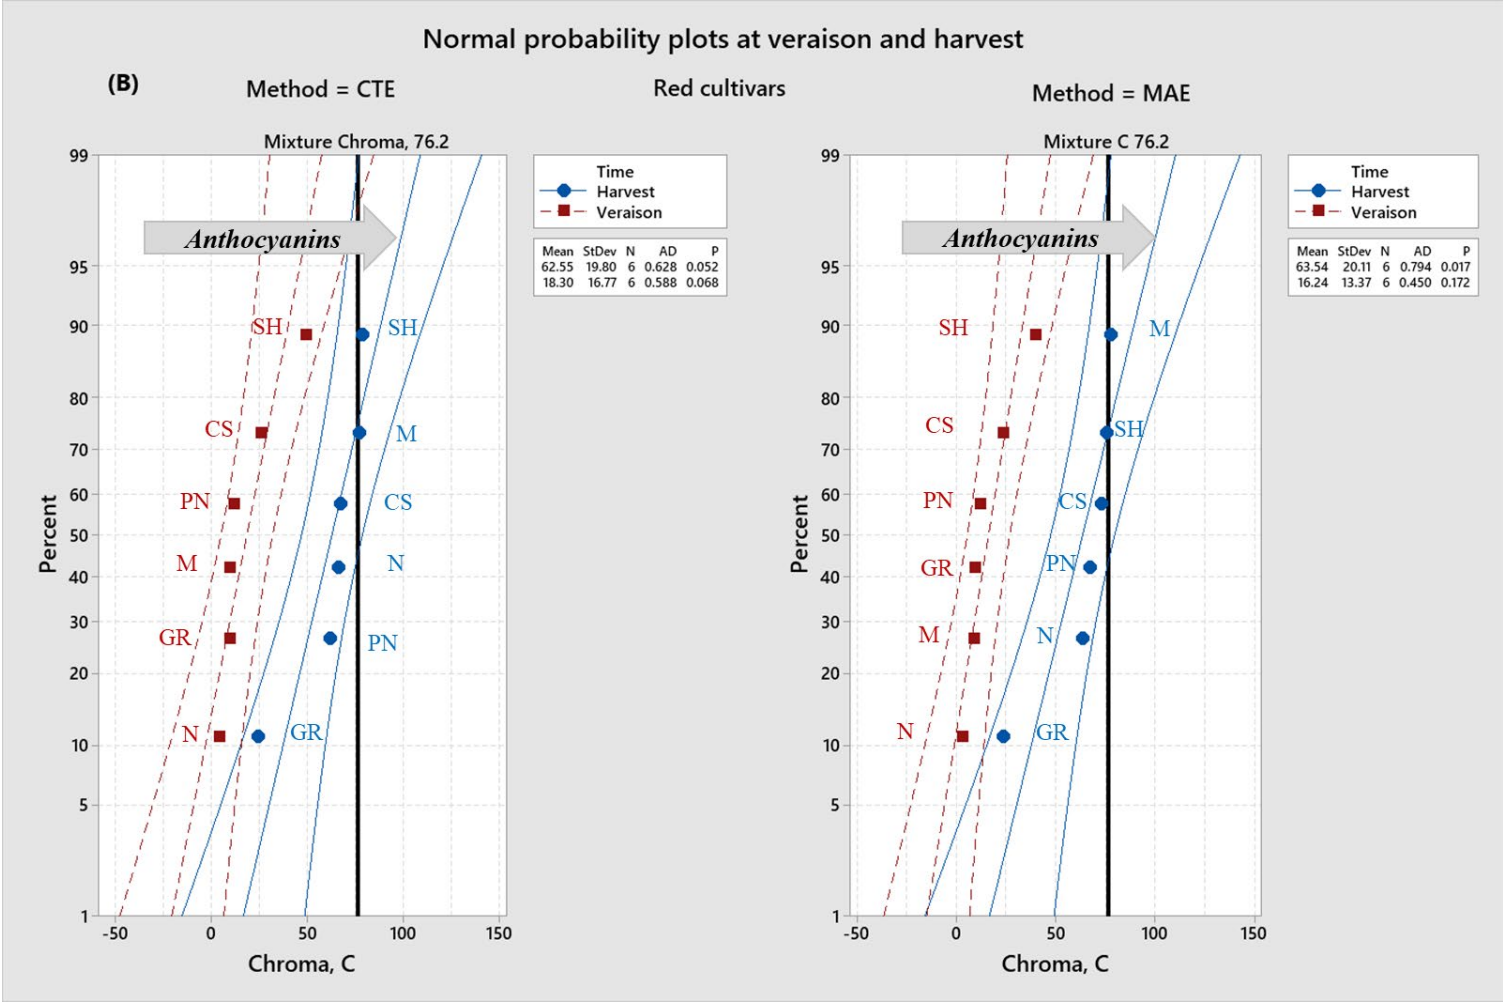 Normal probability plots at veraison and harvest
(B)
Method = CTE
Red cultivars
Method = MAE
Mixture Chroma, 76.2
99
95
90
80
70
60
50
40
30
20
10
5
1
Percent
Anthocyanins
SH
CS
PN
M
GR
N
SH
M
CS
N
PN
GR
-50 0 50 100 150
Chroma, C
Time
Harvest
Veraison
Mean StDev N AD P
62.55 19.80 6 0.628 0.052
18.30 16.77 6 0.588 0.068
Mixture C 76.2
99
95
90
80
70
60
50
40
30
20
10
5
1
Percent
Anthocyanins
SH
CS
PN
GR
M
N
M
SH
CS
PN
N
GR
-50 0 50 100 150
Chroma, C
Time
Harvest
Veraison
Mean StDev N AD P
63.54 20.11 6 0.794 0.017
16.24 13.37 6 0.450 0.172